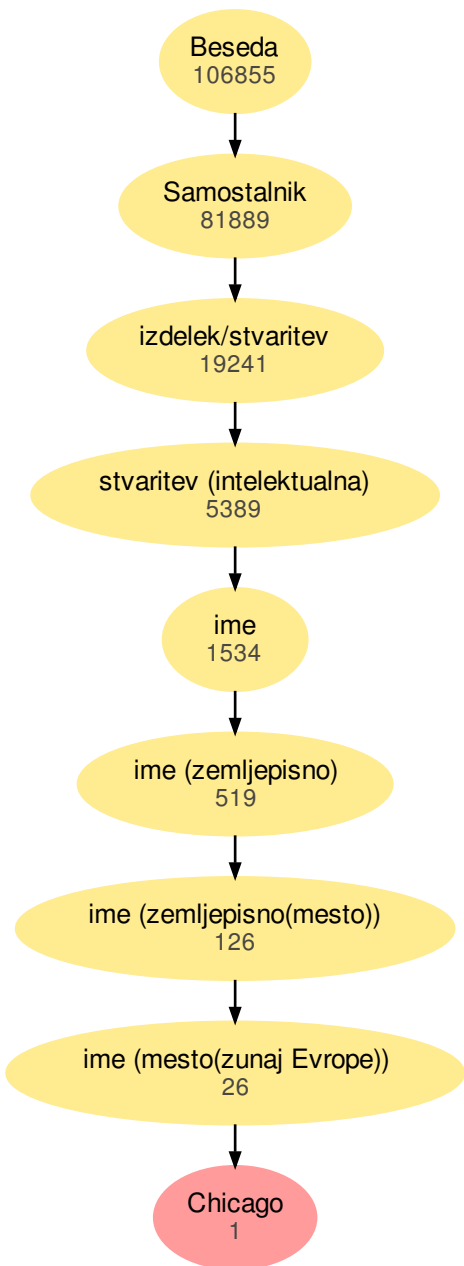 Beseda
106855
Samostalnik
81889
izdelek/stvaritev
19241
stvaritev (intelektualna)
5389
ime
1534
ime (zemljepisno)
519
ime (zemljepisno(mesto))
126
ime (mesto(zunaj Evrope))
26
Chicago
1